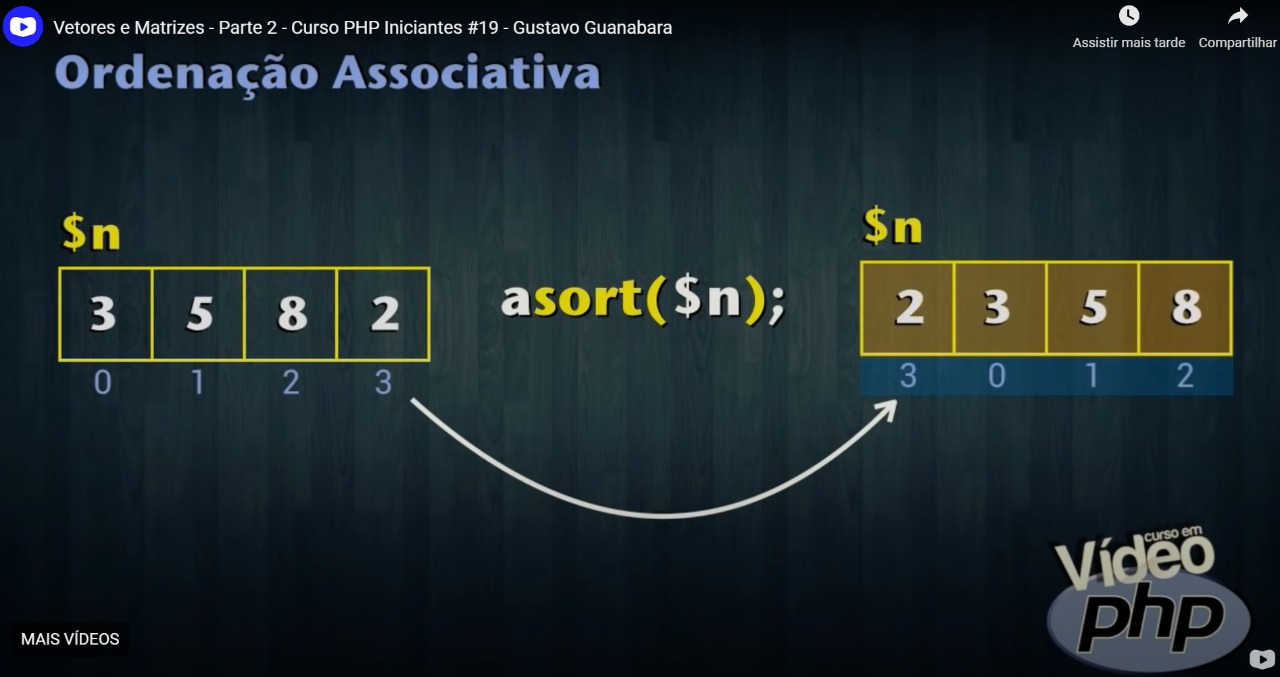 Vetores e Matrizes - Parte 2 - Curso PHP Iniciantes #19 - Gustavo Guanabara
Assistir mais tarde
Compartilhar
Ordenação Associativa
$n
3 5 8 2
0 1 2 3
asort($n);
$n
2 3 5 8
3 0 1 2
curso em
Vídeo
php
MAIS VÍDEOS